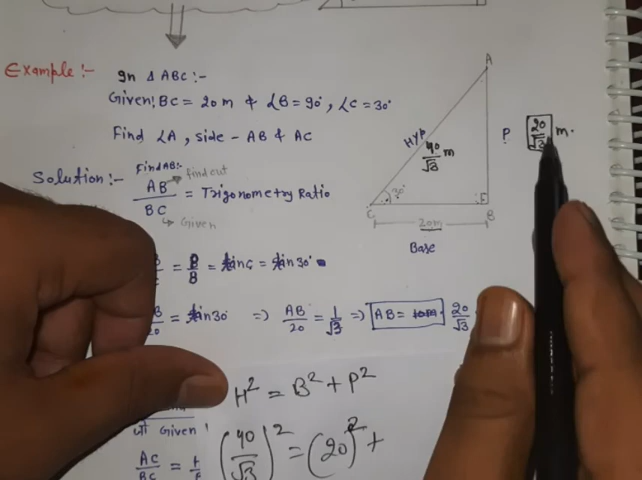 Example:-
In Δ ABC:-
Given: BC = 20m & ∠B = 90°, ∠C = 30°
Find ∠A, side - AB & AC
Solution:-
Find AB:-
AB → find out
BC → Given
= Trigonometry Ratio
= P/B = tan C = tan 30°
= tan 30 => AB/20 = 1/√3 => AB = 20/√3
H² = B² + P²
Given!
(40/√3)² = (20)² +
AC/BC =
A
HYP
40/√3 m
P
20/√3 m.
30°
C
B
20m
Base